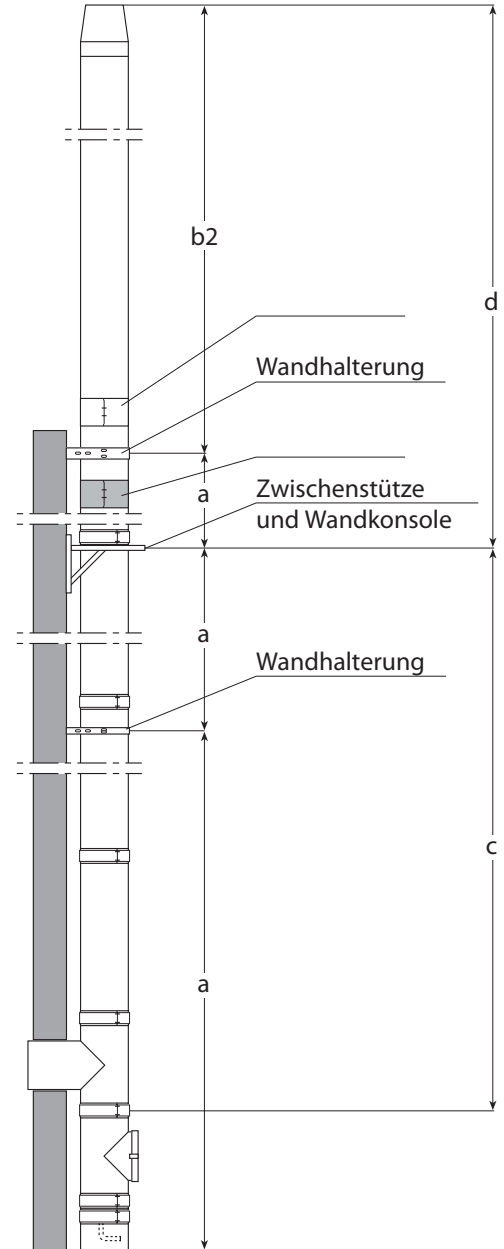 b2
d
Wandhalterung
a
Zwischenstütze
und Wandkonsole
a
Wandhalterung
c
a